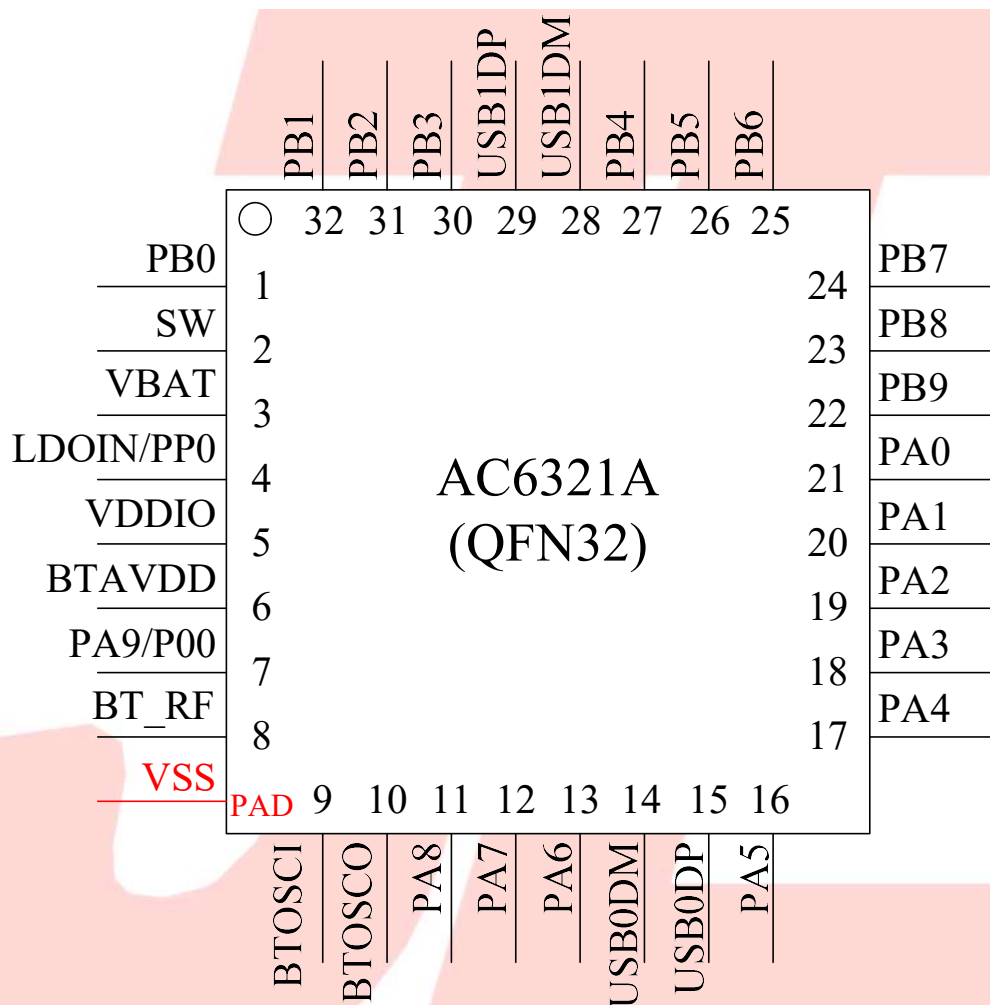 PB1
PB2
PB3
USB1DP
USB1DM
PB4
PB5
PB6
32 31 30 29 28 27 26 25
PB0 1
SW 2
VBAT 3
LDOIN/PP0 4
VDDIO 5
BTAVDD 6
PA9/P00 7
BT_RF 8
VSS PAD
AC6321A
(QFN32)
24 PB7
23 PB8
22 PB9
21 PA0
20 PA1
19 PA2
18 PA3
17 PA4
9 10 11 12 13 14 15 16
BTOSCI
BTOSCO
PA8
PA7
PA6
USB0DM
USB0DP
PA5